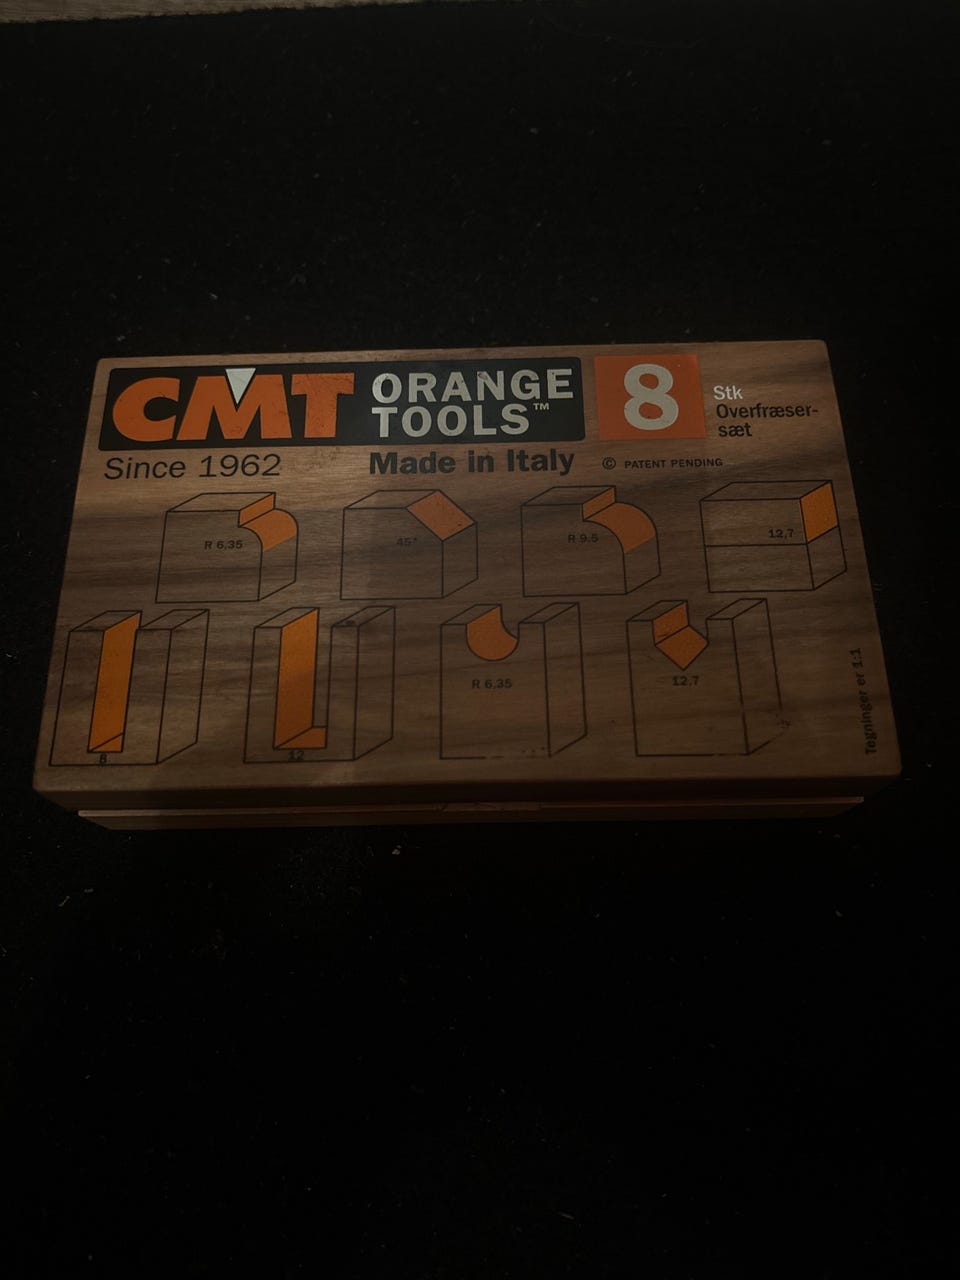 CMT ORANGE TOOLS™
8 Stk
Overfræser-
sæt
Since 1962
Made in Italy
© PATENT PENDING
R 6,35
45°
R 9.5
12,7
8
12
R 6,35
12.7
Tegninger er 1:1